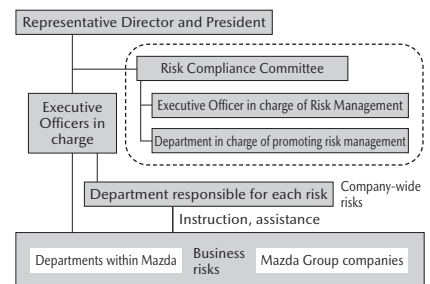 Representative Director and President
Risk Compliance Committee
Executive Officer in charge of Risk Management
Department in charge of promoting risk management
Executive
Officers in
charge
Department responsible for each risk
Company-wide
risks
Instruction, assistance
Departments within Mazda
Business
risks
Mazda Group companies